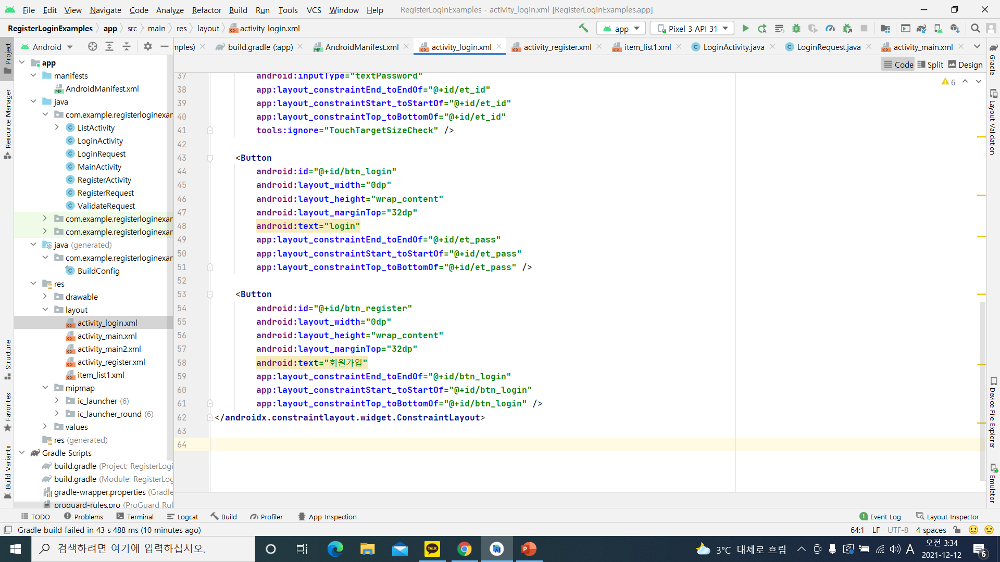 File Edit View Navigate Code Analyze Refactor Build Run Tools VCS Window Help RegisterLoginExamples - activity_login.xml [RegisterLoginExamples.app]
RegisterLoginExamples app src main res layout activity_login.xml app Pixel 3 API 31
Android mples) build.gradle (:app) AndroidManifest.xml activity_login.xml activity_register.xml item_list1.xml LoginActivity.java LoginRequest.java activity_main.xml
Code Split Design
6
Project
Resource Manager
Structure
Favorites
Build Variants
app
manifests
AndroidManifest.xml
java
com.example.registerloginexar
ListActivity
LoginActivity
LoginRequest
MainActivity
RegisterActivity
RegisterRequest
ValidateRequest
com.example.registerloginexar
com.example.registerloginexar
java (generated)
com.example.registerloginexar
BuildConfig
res
drawable
layout
activity_login.xml
activity_main.xml
activity_main2.xml
activity_register.xml
item_list1.xml
mipmap
ic_launcher (6)
ic_launcher_round (6)
values
res (generated)
Gradle Scripts
build.gradle (Project: RegisterLogi
build.gradle (Module: RegisterLog
gradle-wrapper.properties (Gradle
proguard-rules.pro (ProGuard Rul
37 android:inputType="textPassword"
38 app:layout_constraintEnd_toEndOf="@+id/et_id"
39 app:layout_constraintStart_toStartOf="@+id/et_id"
40 app:layout_constraintTop_toBottomOf="@+id/et_id"
41 tools:ignore="TouchTargetSizeCheck" />
42
43 <Button
44 android:id="@+id/btn_login"
45 android:layout_width="0dp"
46 android:layout_height="wrap_content"
47 android:layout_marginTop="32dp"
48 android:text="login"
49 app:layout_constraintEnd_toEndOf="@+id/et_pass"
50 app:layout_constraintStart_toStartOf="@+id/et_pass"
51 app:layout_constraintTop_toBottomOf="@+id/et_pass" />
52
53 <Button
54 android:id="@+id/btn_register"
55 android:layout_width="0dp"
56 android:layout_height="wrap_content"
57 android:layout_marginTop="32dp"
58 android:text="회원가입"
59 app:layout_constraintEnd_toEndOf="@+id/btn_login"
60 app:layout_constraintStart_toStartOf="@+id/btn_login"
61 app:layout_constraintTop_toBottomOf="@+id/btn_login" />
62 </androidx.constraintlayout.widget.ConstraintLayout>
63
64
Gradle
Layout Validation
Device File Explorer
Emulator
TODO Problems Terminal Logcat Build Profiler App Inspection 1 Event Log Layout Inspector
Gradle build failed in 43 s 488 ms (10 minutes ago) 64:1 LF UTF-8 4 spaces
검색하려면 여기에 입력하십시오. TALK 3°C 대체로 흐림 A 오전 3:34
2021-12-12 6